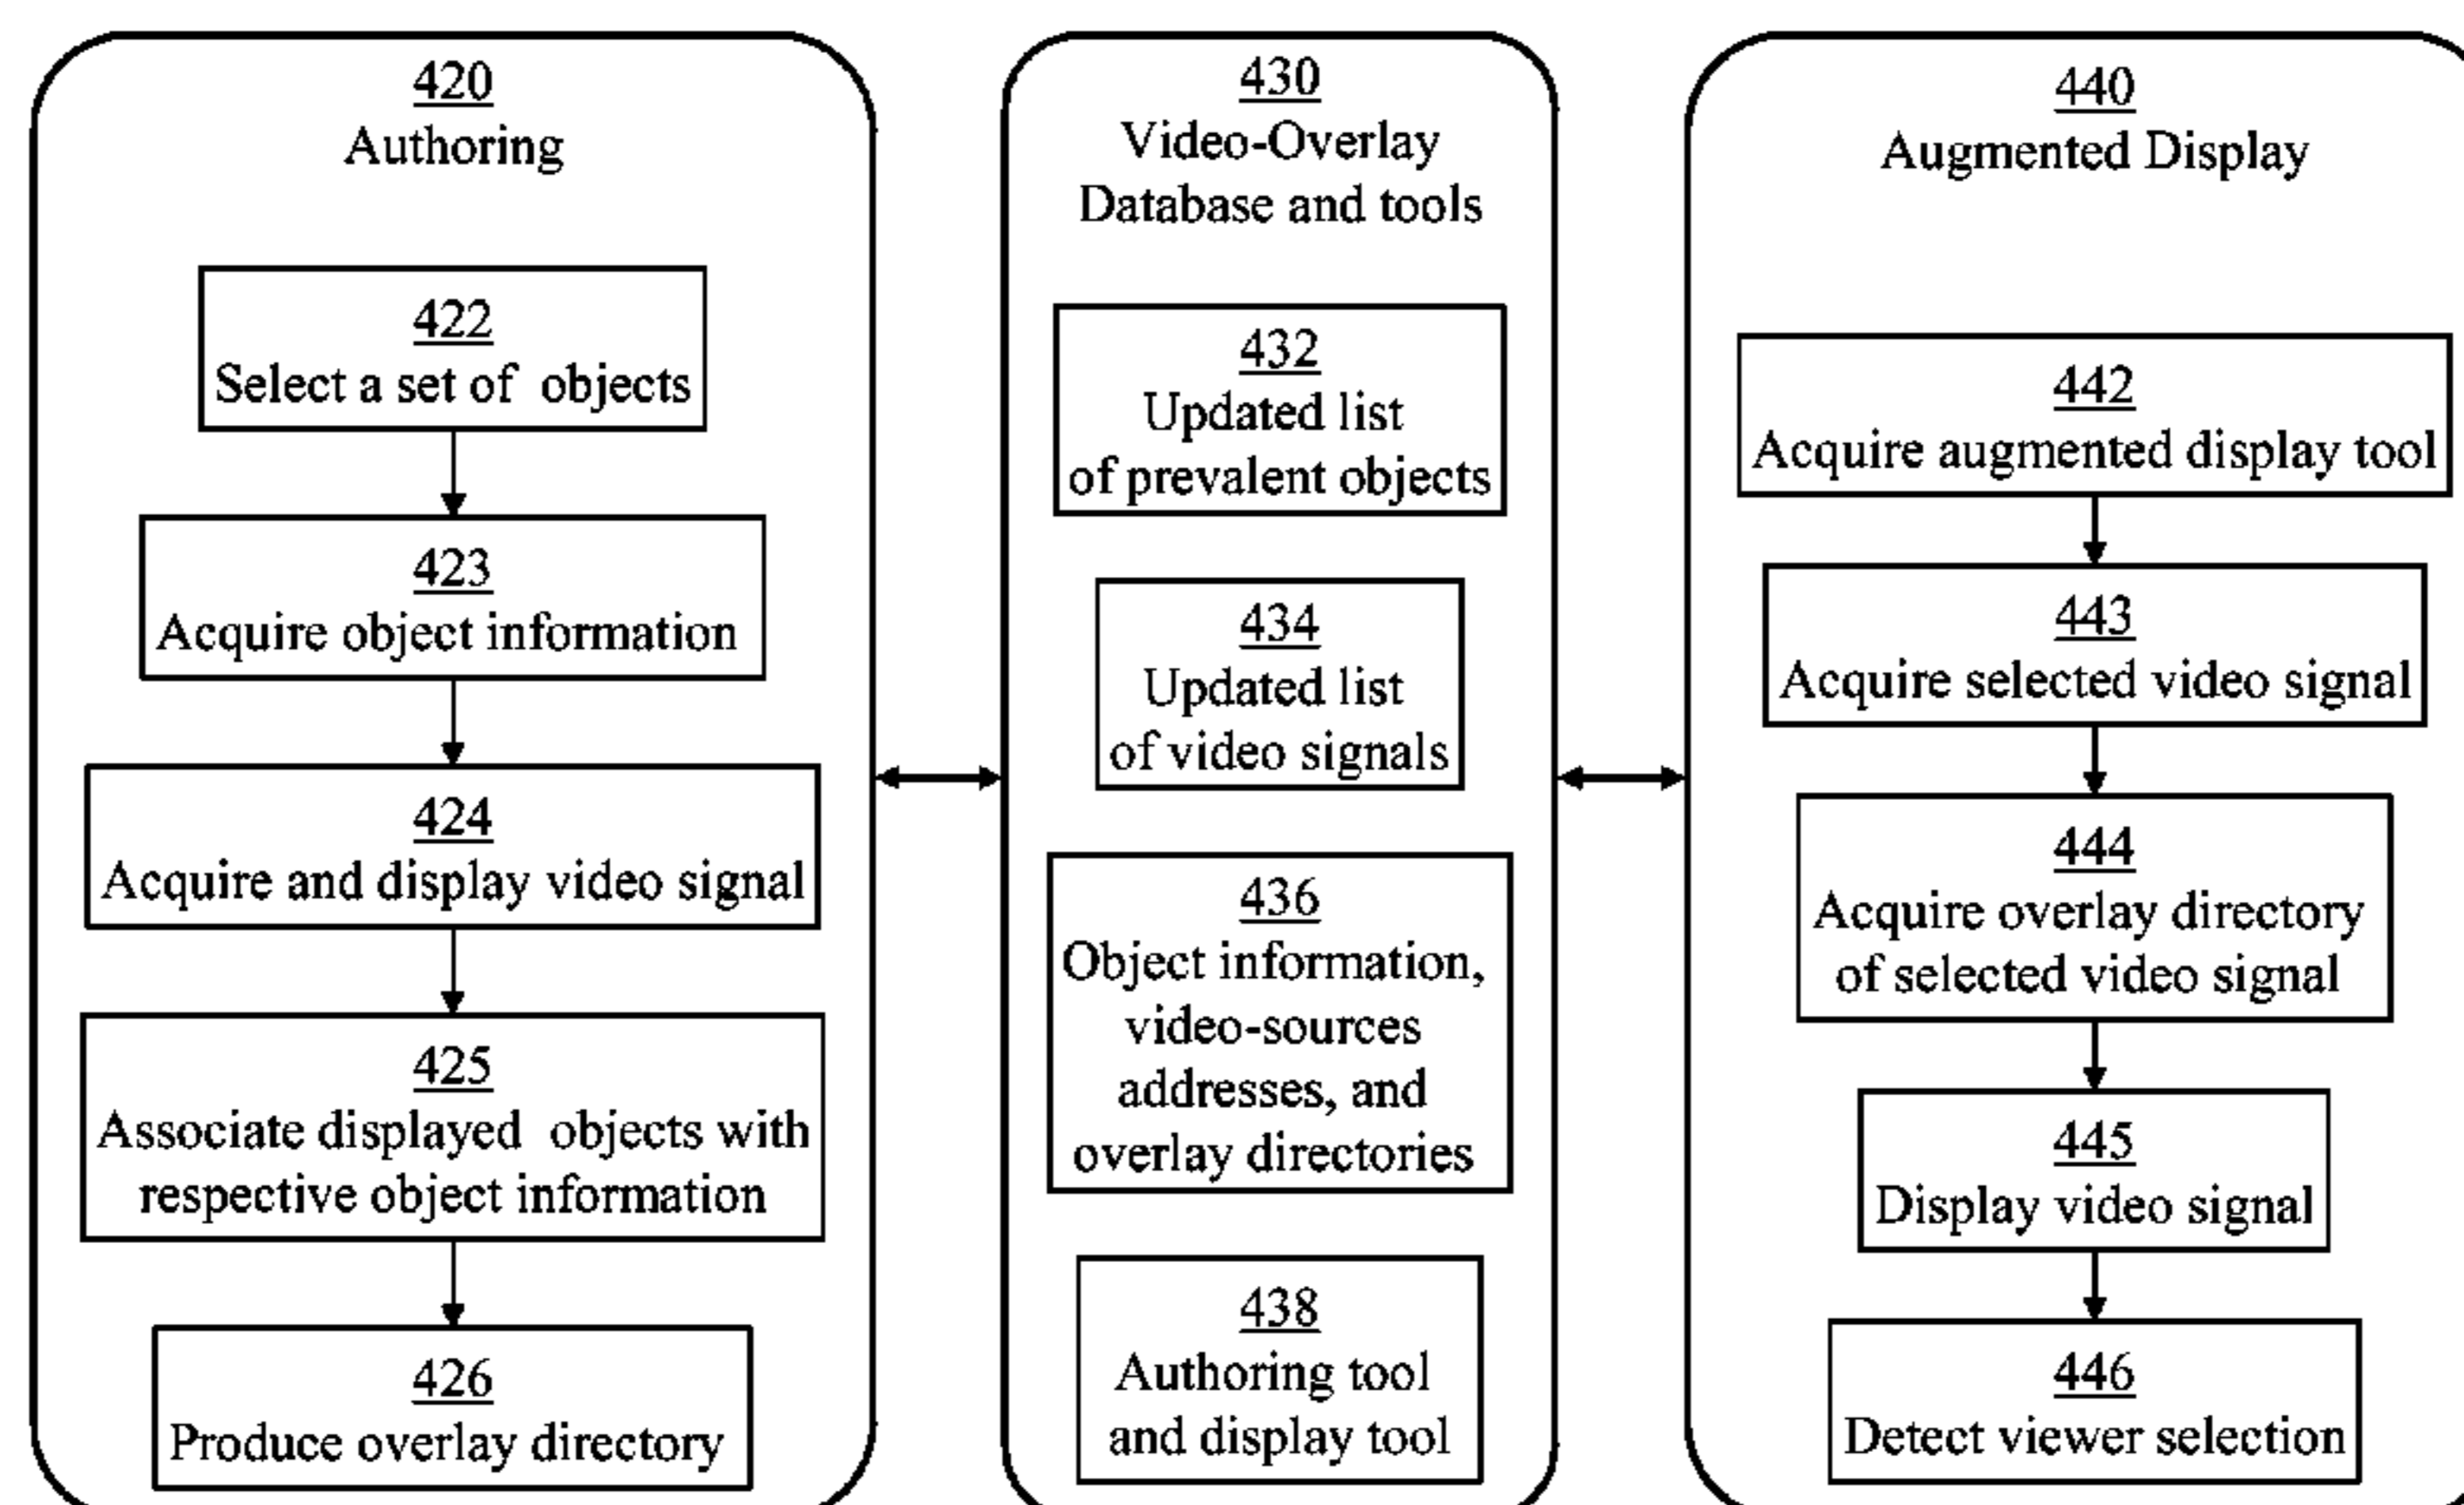 420
Authoring
422
Select a set of objects
423
Acquire object information
424
Acquire and display video signal
425
Associate displayed objects with
respective object information
426
Produce overlay directory
430
Video-Overlay
Database and tools
432
Updated list
of prevalent objects
434
Updated list
of video signals
436
Object information,
video-sources
addresses, and
overlay directories
438
Authoring tool
and display tool
440
Augmented Display
442
Acquire augmented display tool
443
Acquire selected video signal
444
Acquire overlay directory
of selected video signal
445
Display video signal
446
Detect viewer selection